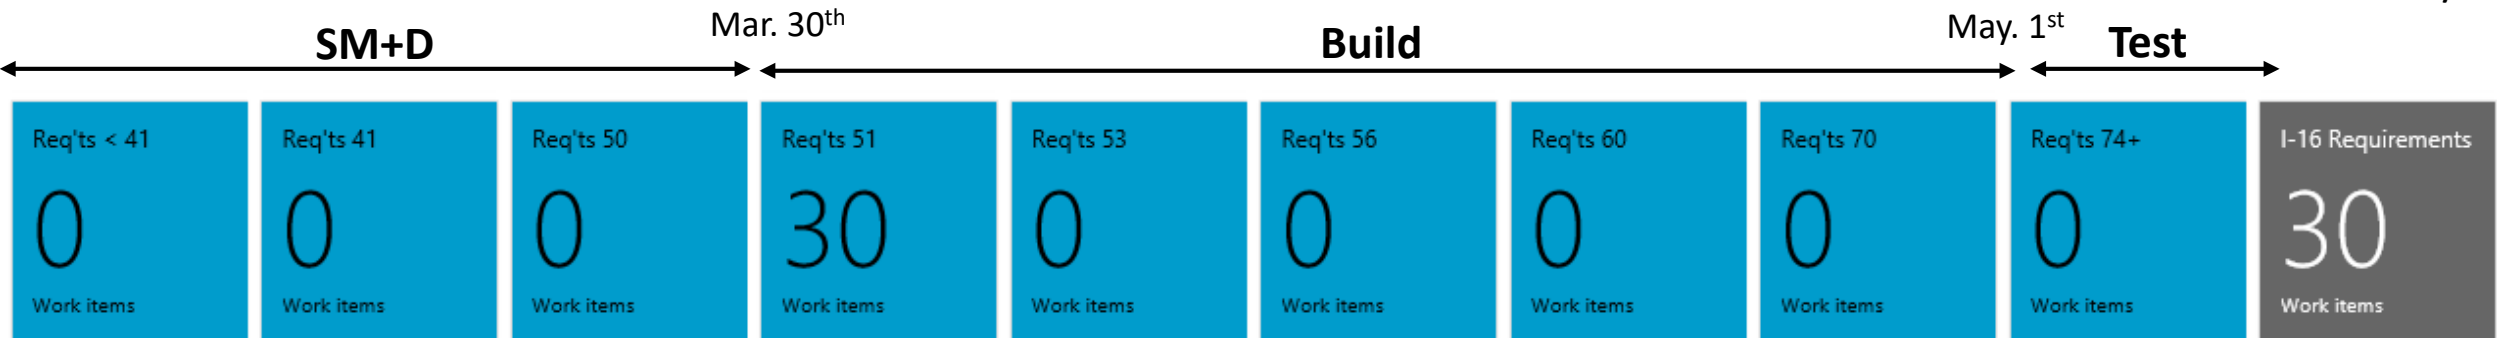 SM+D
Mar. 30th
Build
May. 1st
Test
Req'ts < 41
0
Work items
Req'ts 41
0
Work items
Req'ts 50
0
Work items
Req'ts 51
30
Work items
Req'ts 53
0
Work items
Req'ts 56
0
Work items
Req'ts 60
0
Work items
Req'ts 70
0
Work items
Req'ts 74+
0
Work items
I-16 Requirements
30
Work items